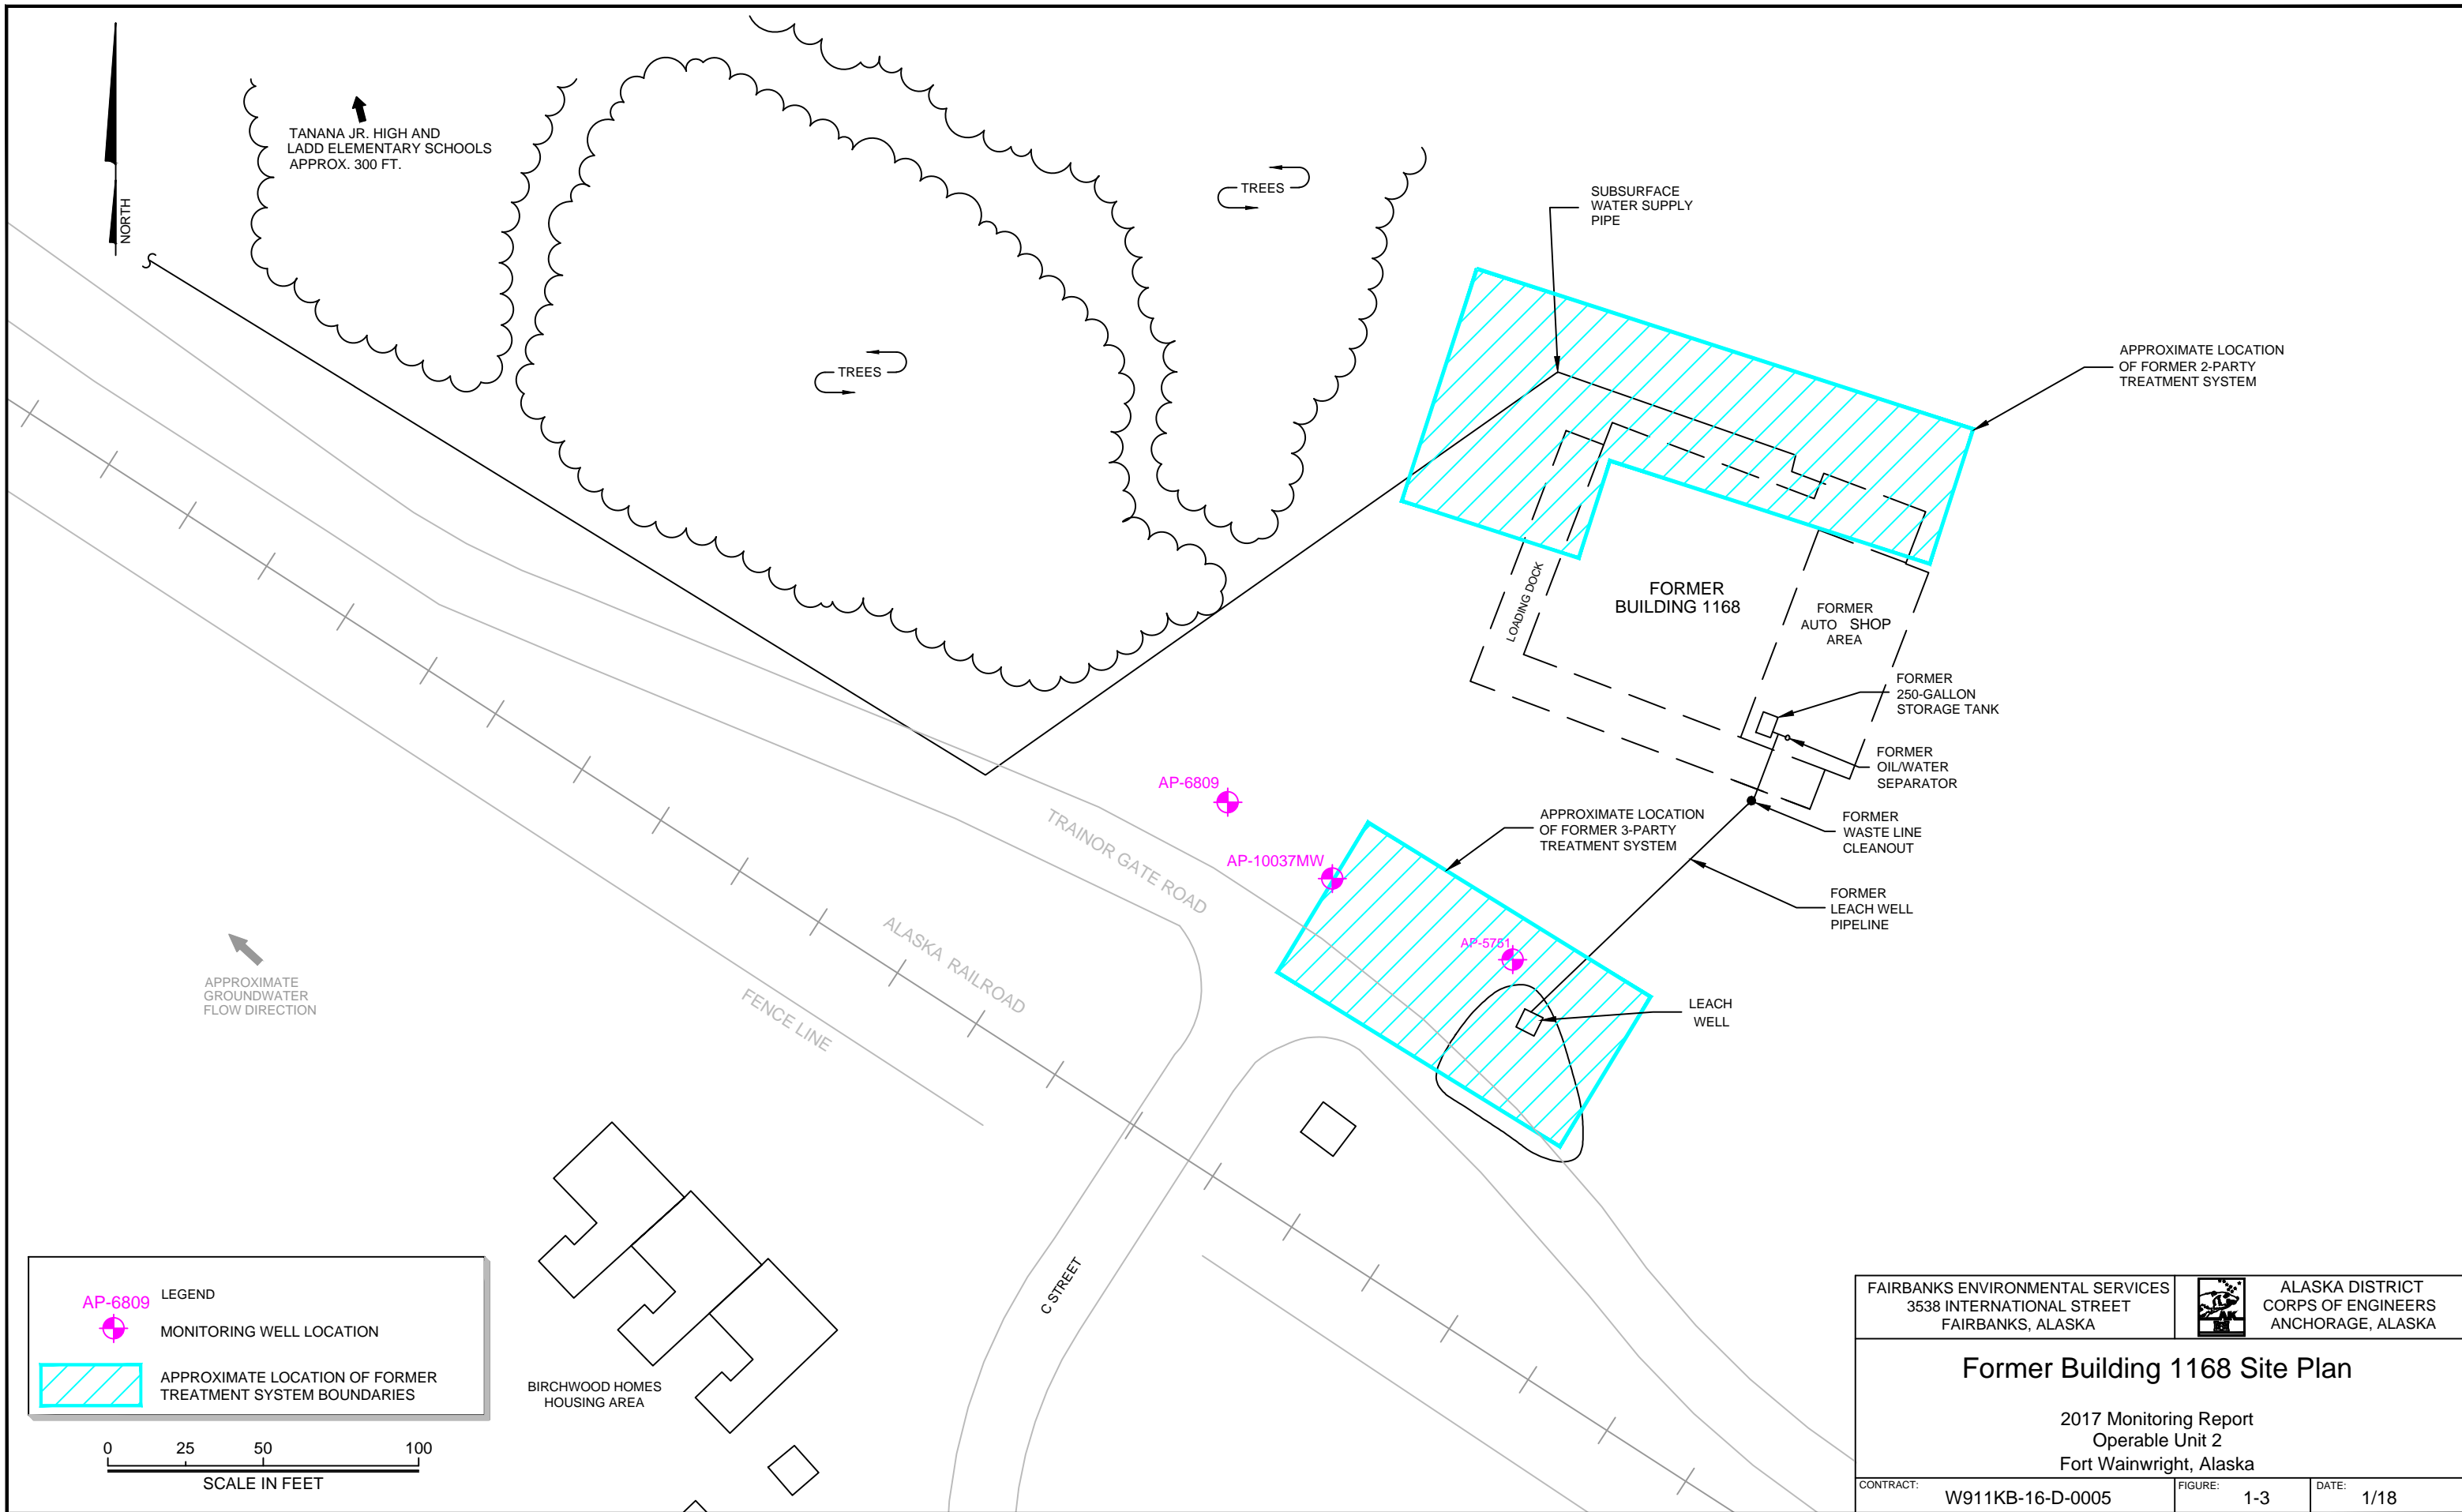 TANANA JR. HIGH AND
LADD ELEMENTARY SCHOOLS
APPROX. 300 FT.
NORTH
TREES
TREES
SUBSURFACE
WATER SUPPLY
PIPE
APPROXIMATE LOCATION
OF FORMER 2-PARTY
TREATMENT SYSTEM
LOADING DOCK
FORMER
BUILDING 1168
FORMER
AUTO SHOP
AREA
FORMER
250-GALLON
STORAGE TANK
FORMER
OIL/WATER
SEPARATOR
FORMER
WASTE LINE
CLEANOUT
FORMER
LEACH WELL
PIPELINE
APPROXIMATE LOCATION
OF FORMER 3-PARTY
TREATMENT SYSTEM
AP-6809
AP-10037MW
AP-5751
LEACH
WELL
TRAINOR GATE ROAD
ALASKA RAILROAD
FENCE LINE
APPROXIMATE
GROUNDWATER
FLOW DIRECTION
C STREET
BIRCHWOOD HOMES
HOUSING AREA
LEGEND
AP-6809
MONITORING WELL LOCATION
APPROXIMATE LOCATION OF FORMER
TREATMENT SYSTEM BOUNDARIES
0 25 50 100
SCALE IN FEET
FAIRBANKS ENVIRONMENTAL SERVICES
3538 INTERNATIONAL STREET
FAIRBANKS, ALASKA
AK
ALASKA DISTRICT
CORPS OF ENGINEERS
ANCHORAGE, ALASKA
Former Building 1168 Site Plan
2017 Monitoring Report
Operable Unit 2
Fort Wainwright, Alaska
CONTRACT: W911KB-16-D-0005
FIGURE: 1-3
DATE: 1/18